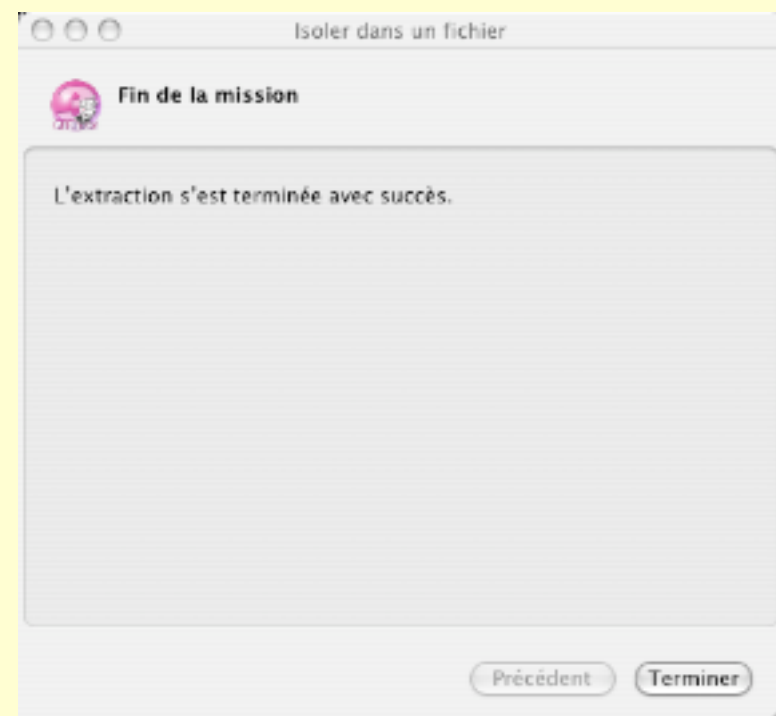 Isoler dans un fichier
Fin de la mission
L'extraction s'est terminée avec succès.
Précédent
Terminer